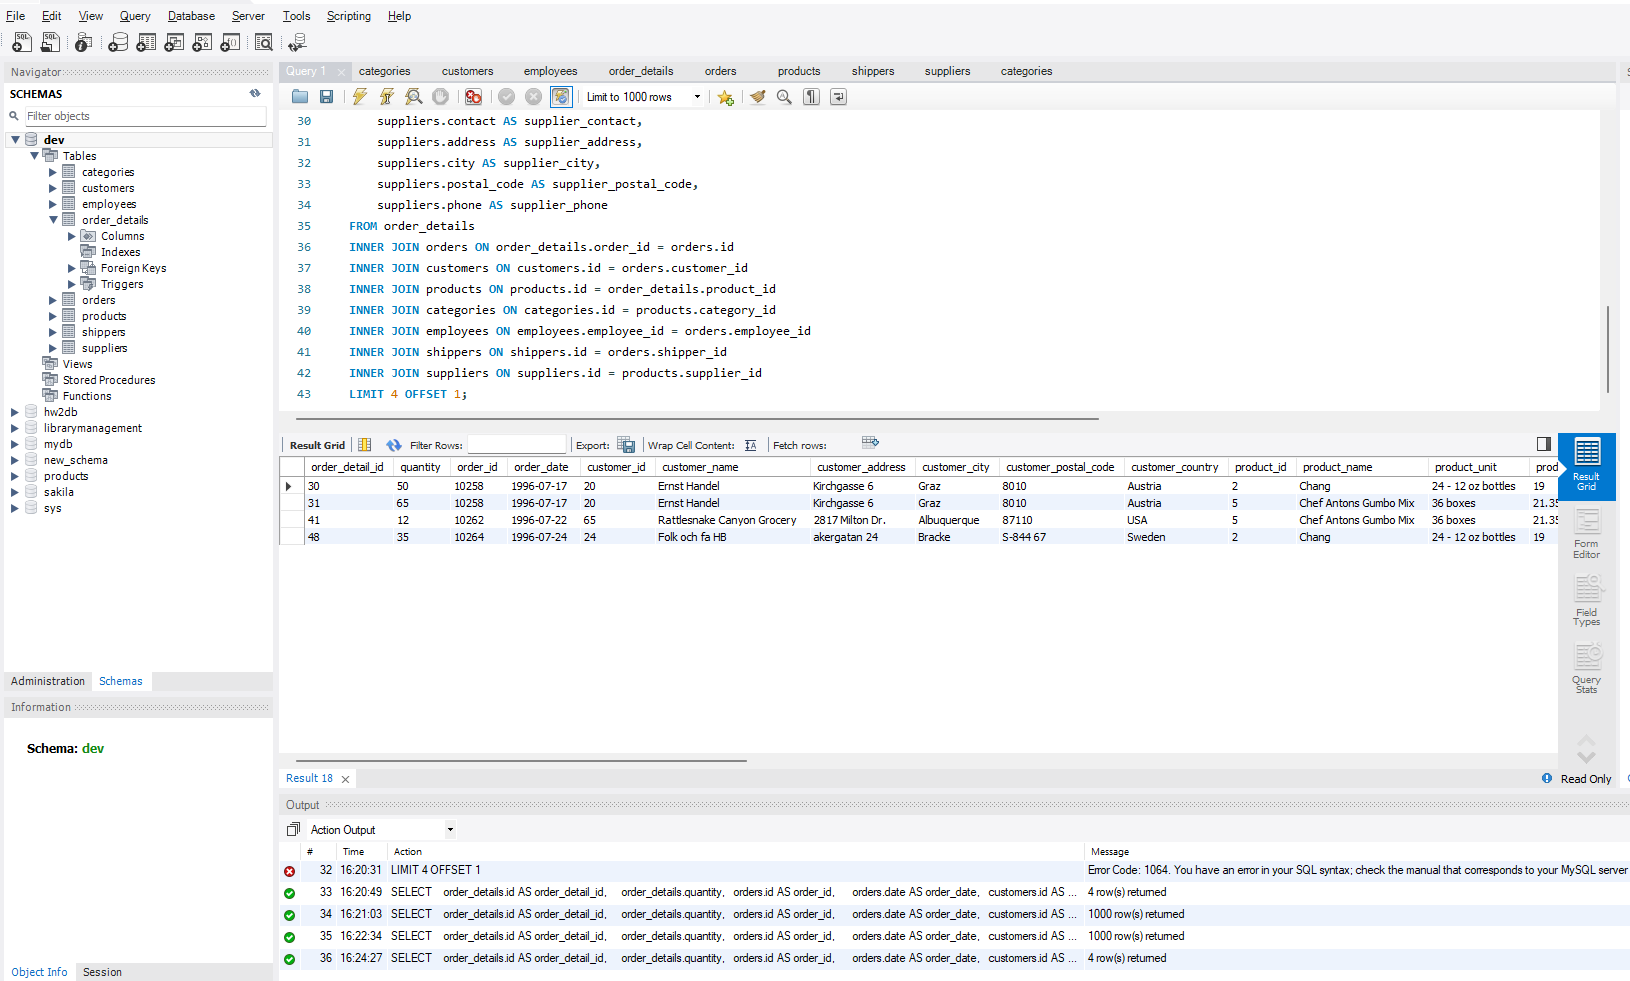 File Edit View Query Database Server Tools Scripting Help
Navigator
SCHEMAS
Filter objects
dev
Tables
categories
customers
employees
order_details
Columns
Indexes
Foreign Keys
Triggers
orders
products
shippers
suppliers
Views
Stored Procedures
Functions
hw2db
librarymanagement
mydb
new_schema
products
sakila
sys
Administration Schemas
Information
Schema: dev
Object Info Session
Query 1 categories customers employees order_details orders products shippers suppliers categories
Limit to 1000 rows
30 suppliers.contact AS supplier_contact,
31 suppliers.address AS supplier_address,
32 suppliers.city AS supplier_city,
33 suppliers.postal_code AS supplier_postal_code,
34 suppliers.phone AS supplier_phone
35 FROM order_details
36 INNER JOIN orders ON order_details.order_id = orders.id
37 INNER JOIN customers ON customers.id = orders.customer_id
38 INNER JOIN products ON products.id = order_details.product_id
39 INNER JOIN categories ON categories.id = products.category_id
40 INNER JOIN employees ON employees.employee_id = orders.employee_id
41 INNER JOIN shippers ON shippers.id = orders.shipper_id
42 INNER JOIN suppliers ON suppliers.id = products.supplier_id
43 LIMIT 4 OFFSET 1;
Result Grid Filter Rows: Export: Wrap Cell Content: Fetch rows:
order_detail_id quantity order_id order_date customer_id customer_name customer_address customer_city customer_postal_code customer_country product_id product_name product_unit prod
30 50 10258 1996-07-17 20 Ernst Handel Kirchgasse 6 Graz 8010 Austria 2 Chang 24 - 12 oz bottles 19
31 65 10258 1996-07-17 20 Ernst Handel Kirchgasse 6 Graz 8010 Austria 5 Chef Antons Gumbo Mix 36 boxes 21.35
41 12 10262 1996-07-22 65 Rattlesnake Canyon Grocery 2817 Milton Dr. Albuquerque 87110 USA 5 Chef Antons Gumbo Mix 36 boxes 21.35
48 35 10264 1996-07-24 24 Folk och fa HB akergatan 24 Bracke S-844 67 Sweden 2 Chang 24 - 12 oz bottles 19
Result Grid
Form Editor
Field Types
Query Stats
Result 18 Read Only
Output
Action Output
# Time Action Message
32 16:20:31 LIMIT 4 OFFSET 1 Error Code: 1064. You have an error in your SQL syntax; check the manual that corresponds to your MySQL server
33 16:20:49 SELECT order_details.id AS order_detail_id, order_details.quantity, orders.id AS order_id, orders.date AS order_date, customers.id AS ... 4 row(s) returned
34 16:21:03 SELECT order_details.id AS order_detail_id, order_details.quantity, orders.id AS order_id, orders.date AS order_date, customers.id AS ... 1000 row(s) returned
35 16:22:34 SELECT order_details.id AS order_detail_id, order_details.quantity, orders.id AS order_id, orders.date AS order_date, customers.id AS ... 1000 row(s) returned
36 16:24:27 SELECT order_details.id AS order_detail_id, order_details.quantity, orders.id AS order_id, orders.date AS order_date, customers.id AS ... 4 row(s) returned